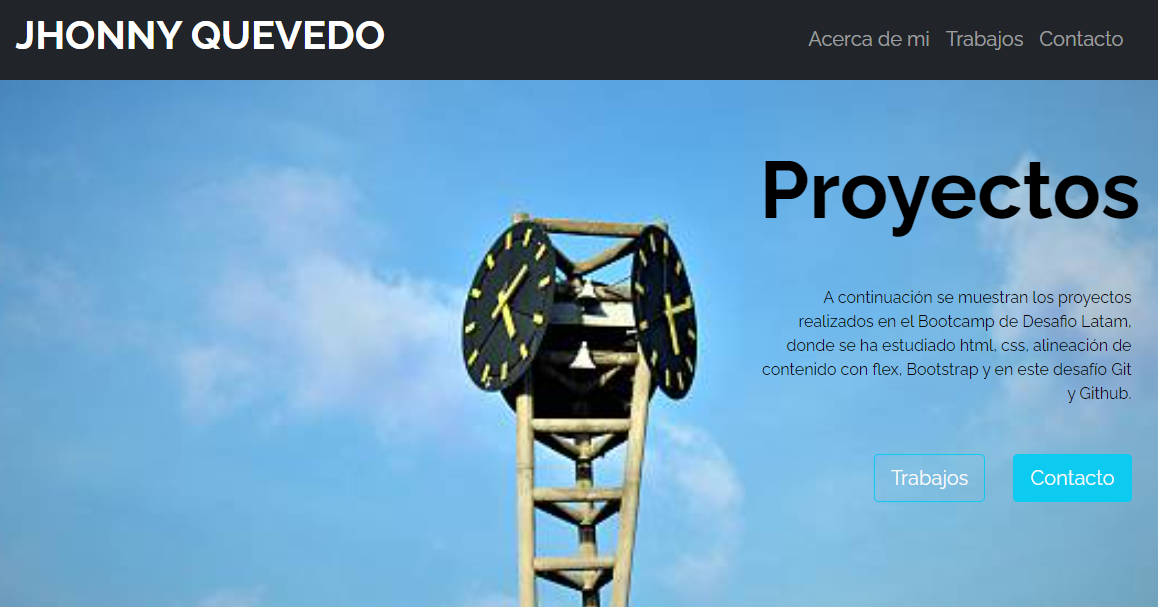 JHONNY QUEVEDO
Acerca de mi Trabajos Contacto
Proyectos
A continuación se muestran los proyectos
realizados en el Bootcamp de Desafio Latam,
donde se ha estudiado html, css, alineación de
contenido con flex, Bootstrap y en este desafío Git
y Github.
Trabajos Contacto